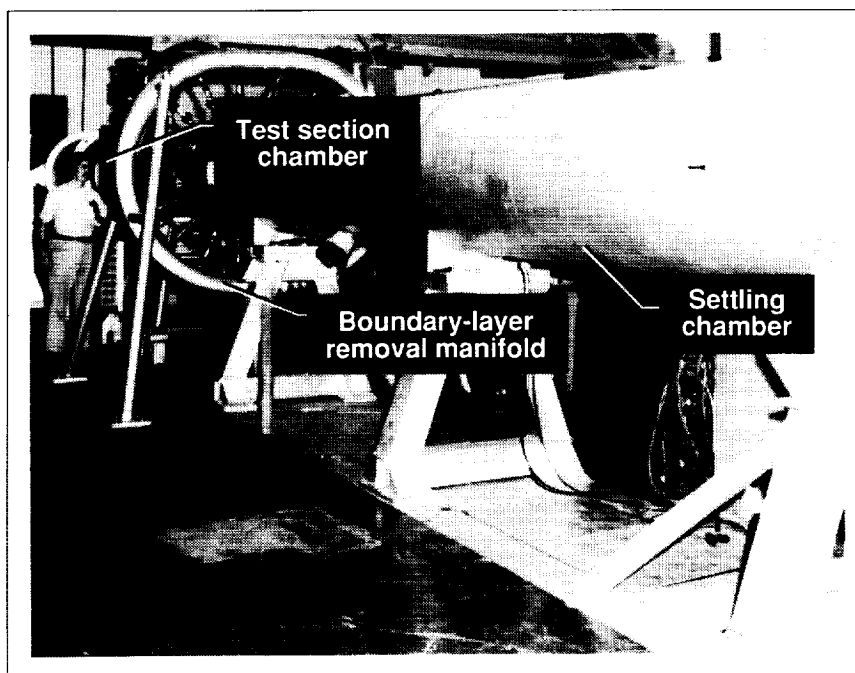 Test section
chamber
Boundary-layer
removal manifold
Settling
chamber